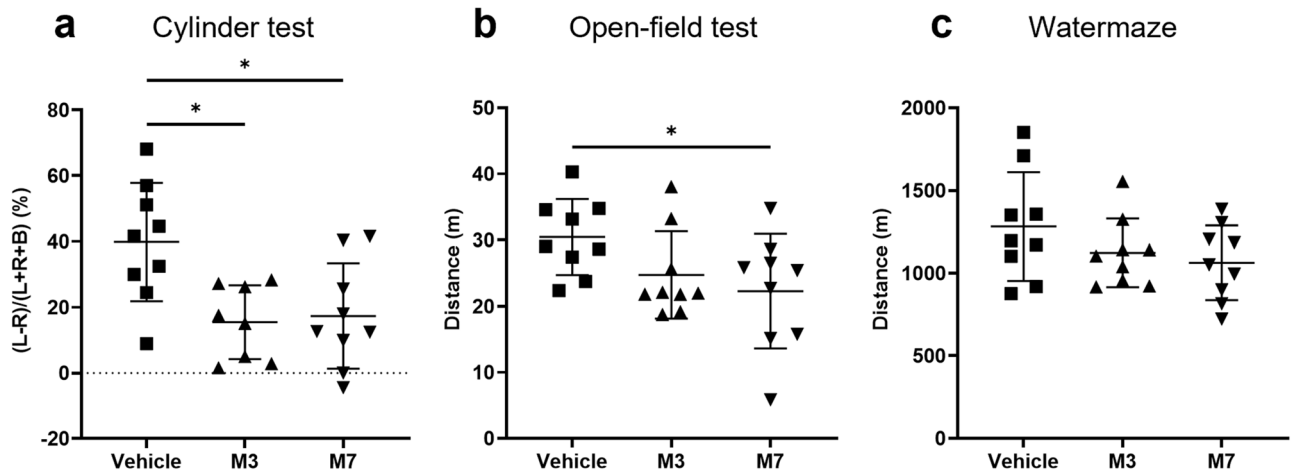 a Cylinder test
* 
*
(L-R)/(L+R+B) (%)
80
60
40
20
0
-20
Vehicle M3 M7
b Open-field test
*
Distance (m)
50
40
30
20
10
0
Vehicle M3 M7
c Watermaze
Distance (m)
2000
1500
1000
500
0
Vehicle M3 M7